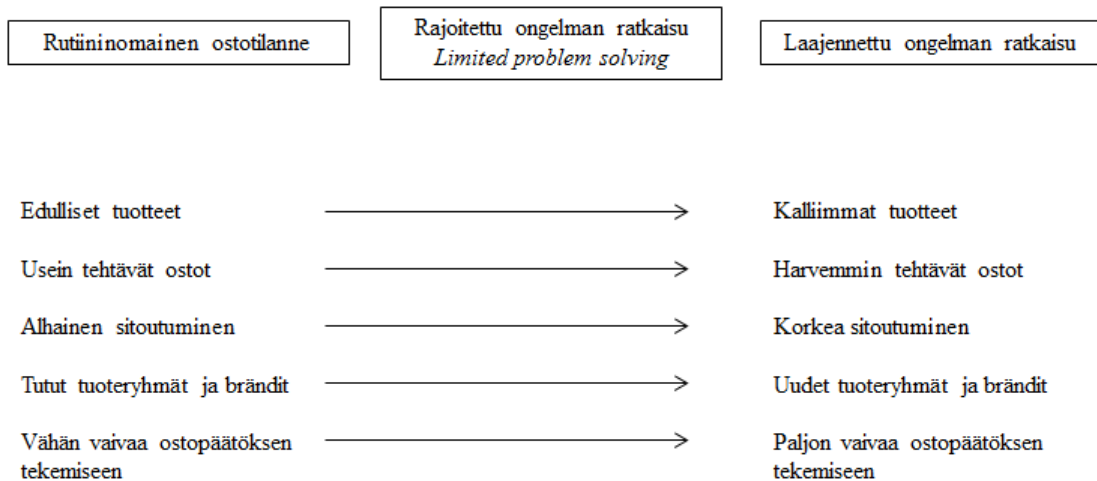 Rutiininomainen ostotilanne
Rajoitettu ongelman ratkaisu
Limited problem solving
Laajennettu ongelman ratkaisu
Edulliset tuotteet
Kalliimmat tuotteet
Usein tehtävät ostot
Harvemmin tehtävät ostot
Alhainen sitoutuminen
Korkea sitoutuminen
Tutut tuoteryhmät ja brändit
Uudet tuoteryhmät ja brändit
Vähän vaivaa ostopäätöksen
tekemiseen
Paljon vaivaa ostopäätöksen
tekemiseen